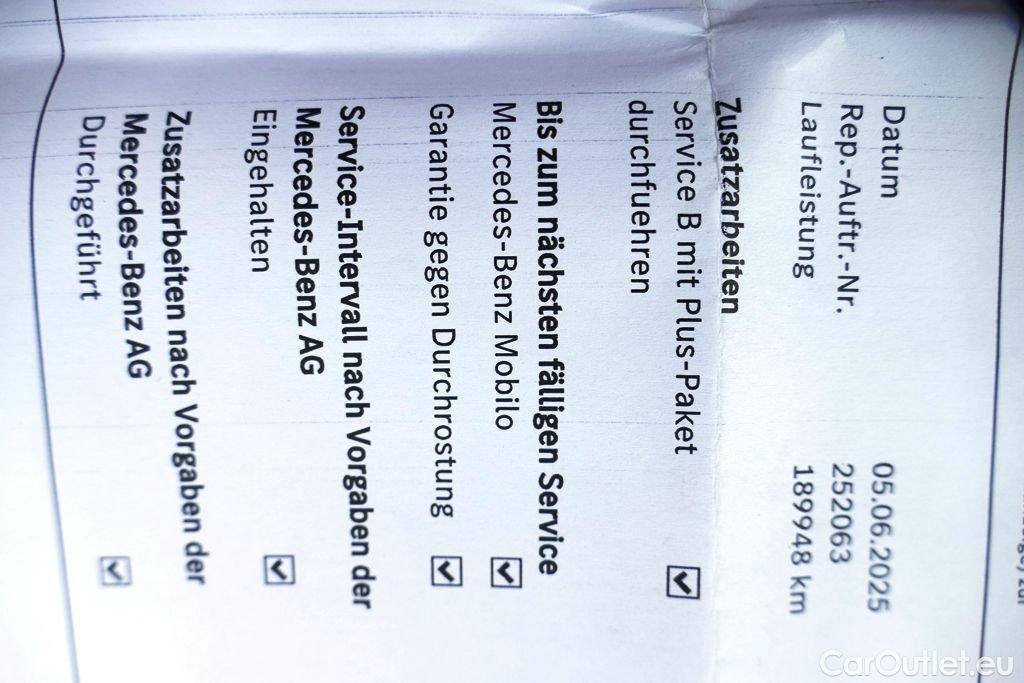 Datum 05.06.2025
Rep.-Auftr.-Nr. 252063
Laufleistung 189948 km
Zusatzarbeiten
Service B mit Plus-Paket
durchfuehren
Bis zum nächsten fälligen Service
Mercedes-Benz Mobilo
Garantie gegen Durchrostung
Service-Intervall nach Vorgaben der
Mercedes-Benz AG
Eingehalten
Zusatzarbeiten nach Vorgaben der
Mercedes-Benz AG
Durchgeführt
CarOutlet.eu